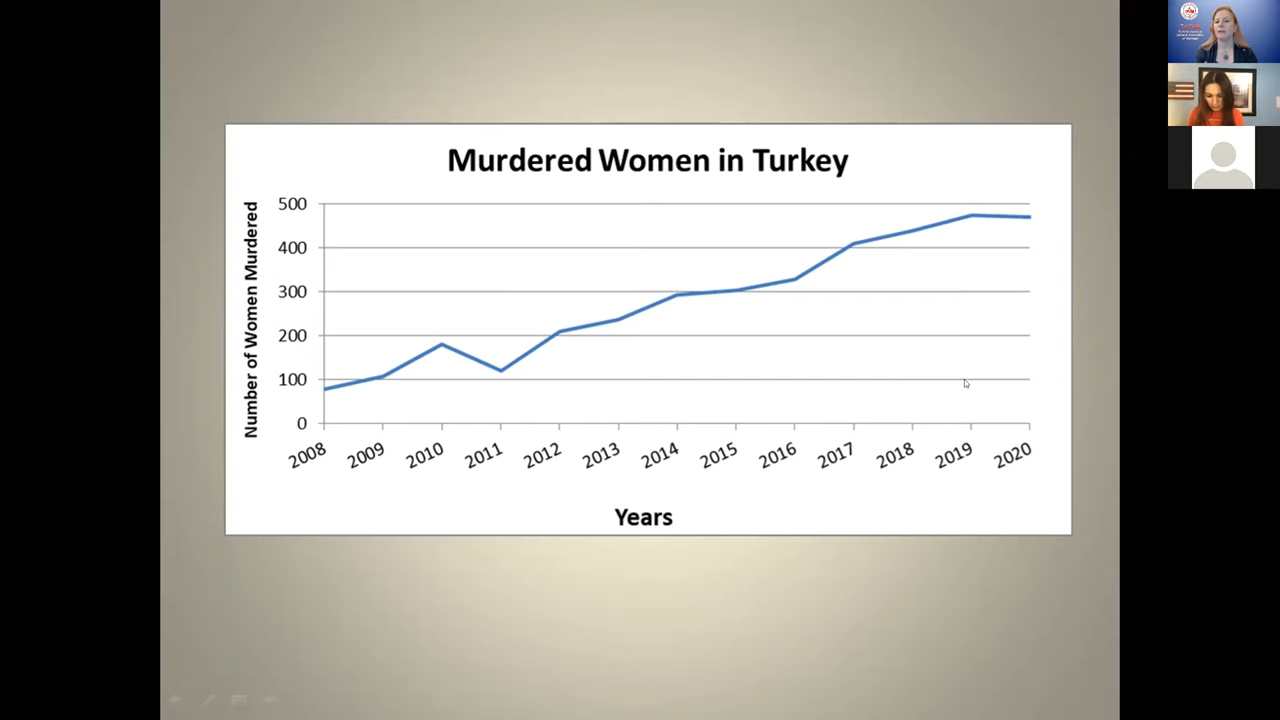 Murdered Women in Turkey
Number of Women Murdered
500
400
300
200
100
0
2008 2009 2010 2011 2012 2013 2014 2015 2016 2017 2018 2019 2020
Years